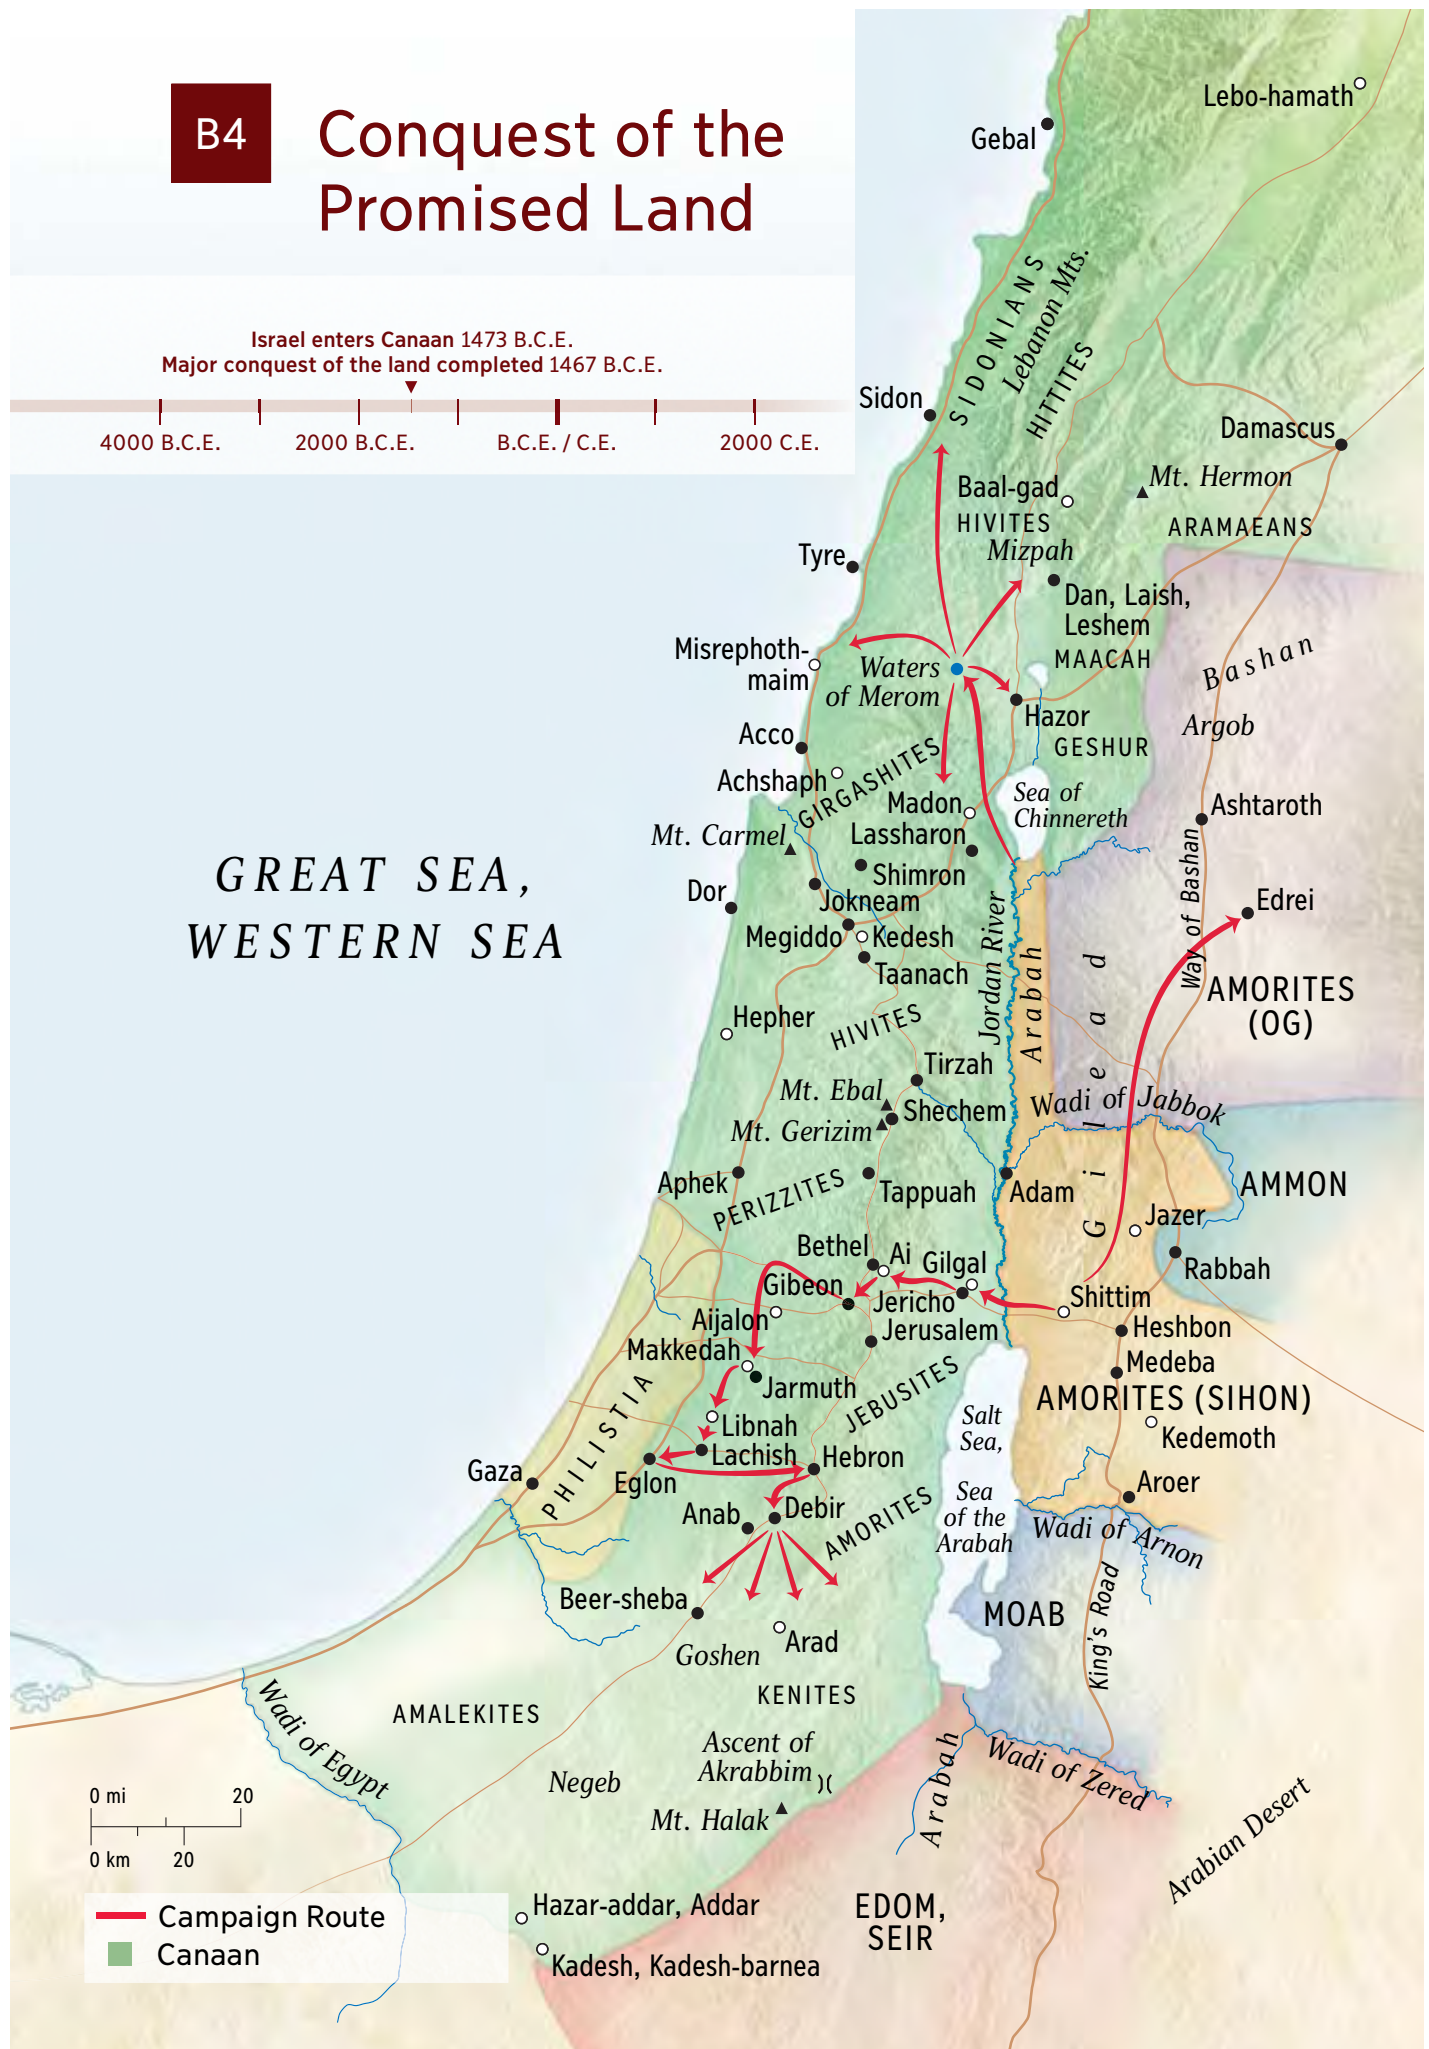 B4
Conquest of the
Promised Land
Israel enters Canaan 1473 B.C.E.
Major conquest of the land completed 1467 B.C.E.
4000 B.C.E.
2000 B.C.E.
B.C.E. / C.E.
2000 C.E.
Lebo-hamath
Gebal
SIDONIANS
Lebanon Mts.
HITTITES
Sidon
Damascus
Baal-gad
Mt. Hermon
HIVITES
ARAMAEANS
Mizpah
Tyre
Dan, Laish,
Leshem
Misrephoth-
maim
Waters
of Merom
MAACAH
Bashan
Hazor
Argob
Acco
GESHUR
Achshaph
GIRGASHITES
Madon
Sea of
Chinnereth
Ashtaroth
Mt. Carmel
Lassharon
Shimron
Way of Bashan
GREAT SEA,
WESTERN SEA
Dor
Jokneam
Edrei
Megiddo
Kedesh
Jordan River
Arabah
Gilead
Taanach
AMORITES
(OG)
Hepher
HIVITES
Tirzah
Mt. Ebal
Shechem
Wadi of Jabbok
Mt. Gerizim
Aphek
PERIZZITES
Tappuah
Adam
AMMON
Jazer
Bethel
Ai
Gilgal
Rabbah
Gibeon
Jericho
Shittim
Aijalon
Jerusalem
Heshbon
Makkedah
Medeba
Jarmuth
JEBUSITES
AMORITES (SIHON)
PHILISTIA
Libnah
Salt
Sea,
Kedemoth
Lachish
Hebron
Gaza
Eglon
Sea
of the
Arabah
Aroer
Anab
Debir
AMORITES
Wadi of Arnon
Beer-sheba
MOAB
King's Road
Arad
Goshen
KENITES
Wadi of Egypt
AMALEKITES
Ascent of
Akrabbim
Arabah
Wadi of Zered
Negeb
Mt. Halak
Arabian Desert
0 mi
20
0 km
20
Hazar-addar, Addar
EDOM,
SEIR
Campaign Route
Canaan
Kadesh, Kadesh-barnea